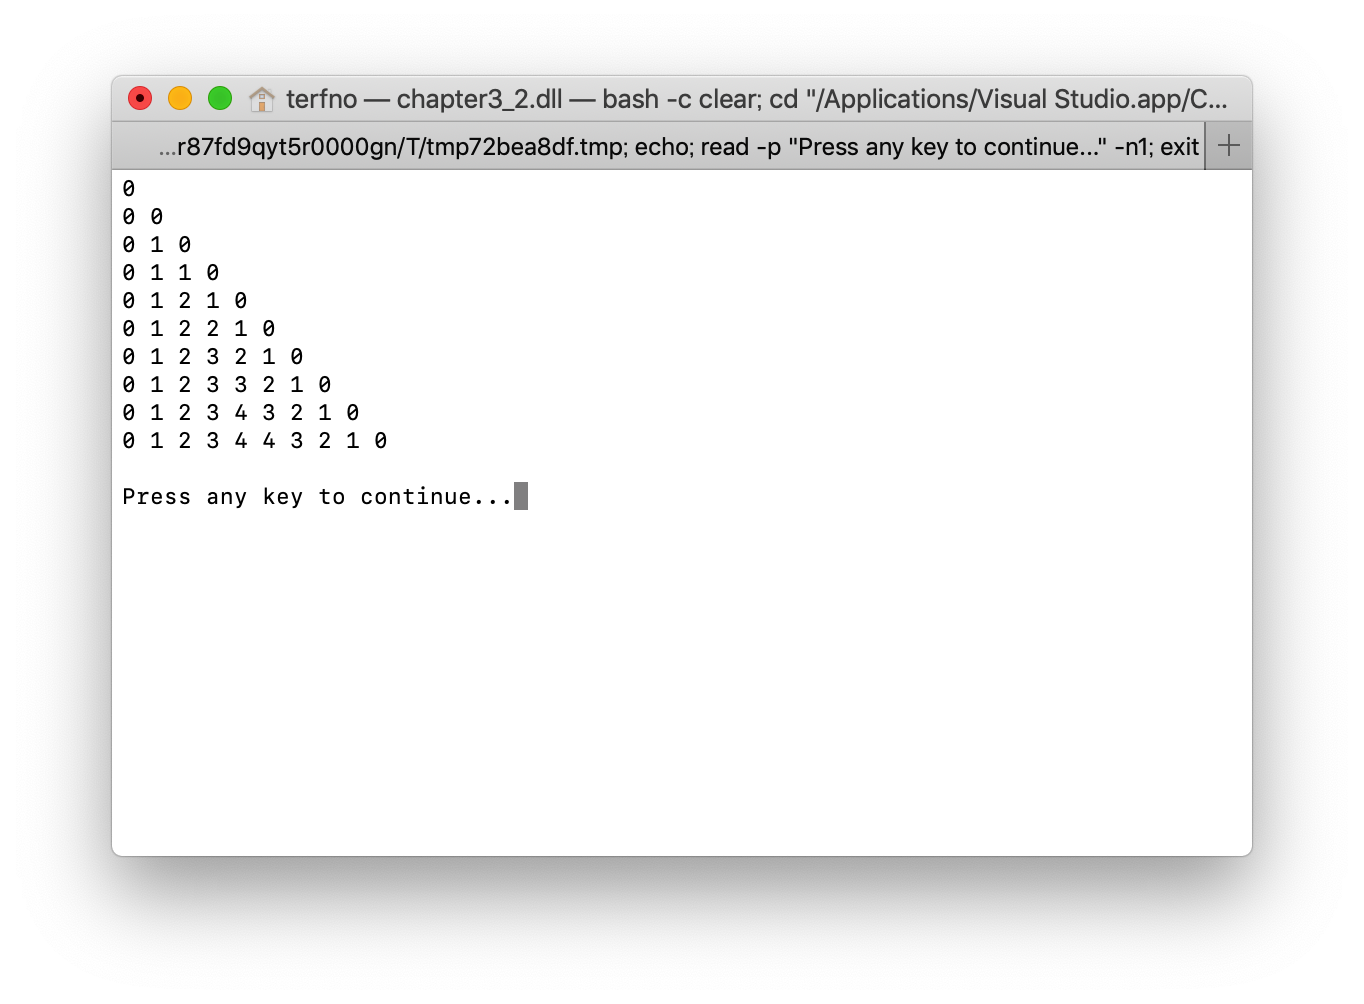 terfno — chapter3_2.dll — bash -c clear; cd "/Applications/Visual Studio.app/C...
...r87fd9qyt5r0000gn/T/tmp72bea8df.tmp; echo; read -p "Press any key to continue..." -n1; exit
0
0 0
0 1 0
0 1 1 0
0 1 2 1 0
0 1 2 2 1 0
0 1 2 3 2 1 0
0 1 2 3 3 2 1 0
0 1 2 3 4 3 2 1 0
0 1 2 3 4 4 3 2 1 0
Press any key to continue...